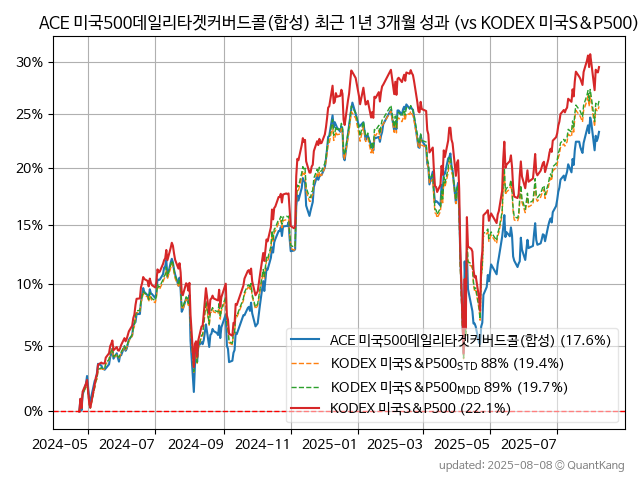 ACE 미국500데일리타겟커버드콜(합성) 최근 1년 3개월 성과 (vs KODEX 미국S&P500)
30%
25%
20%
15%
10%
5%
0%
ACE 미국500데일리타겟커버드콜(합성) (17.6%)
KODEX 미국S&P500STD 88% (19.4%)
KODEX 미국S&P500MDD 89% (19.7%)
KODEX 미국S&P500 (22.1%)
2024-05 2024-07 2024-09 2024-11 2025-01 2025-03 2025-05 2025-07
updated: 2025-08-08 © QuantKang